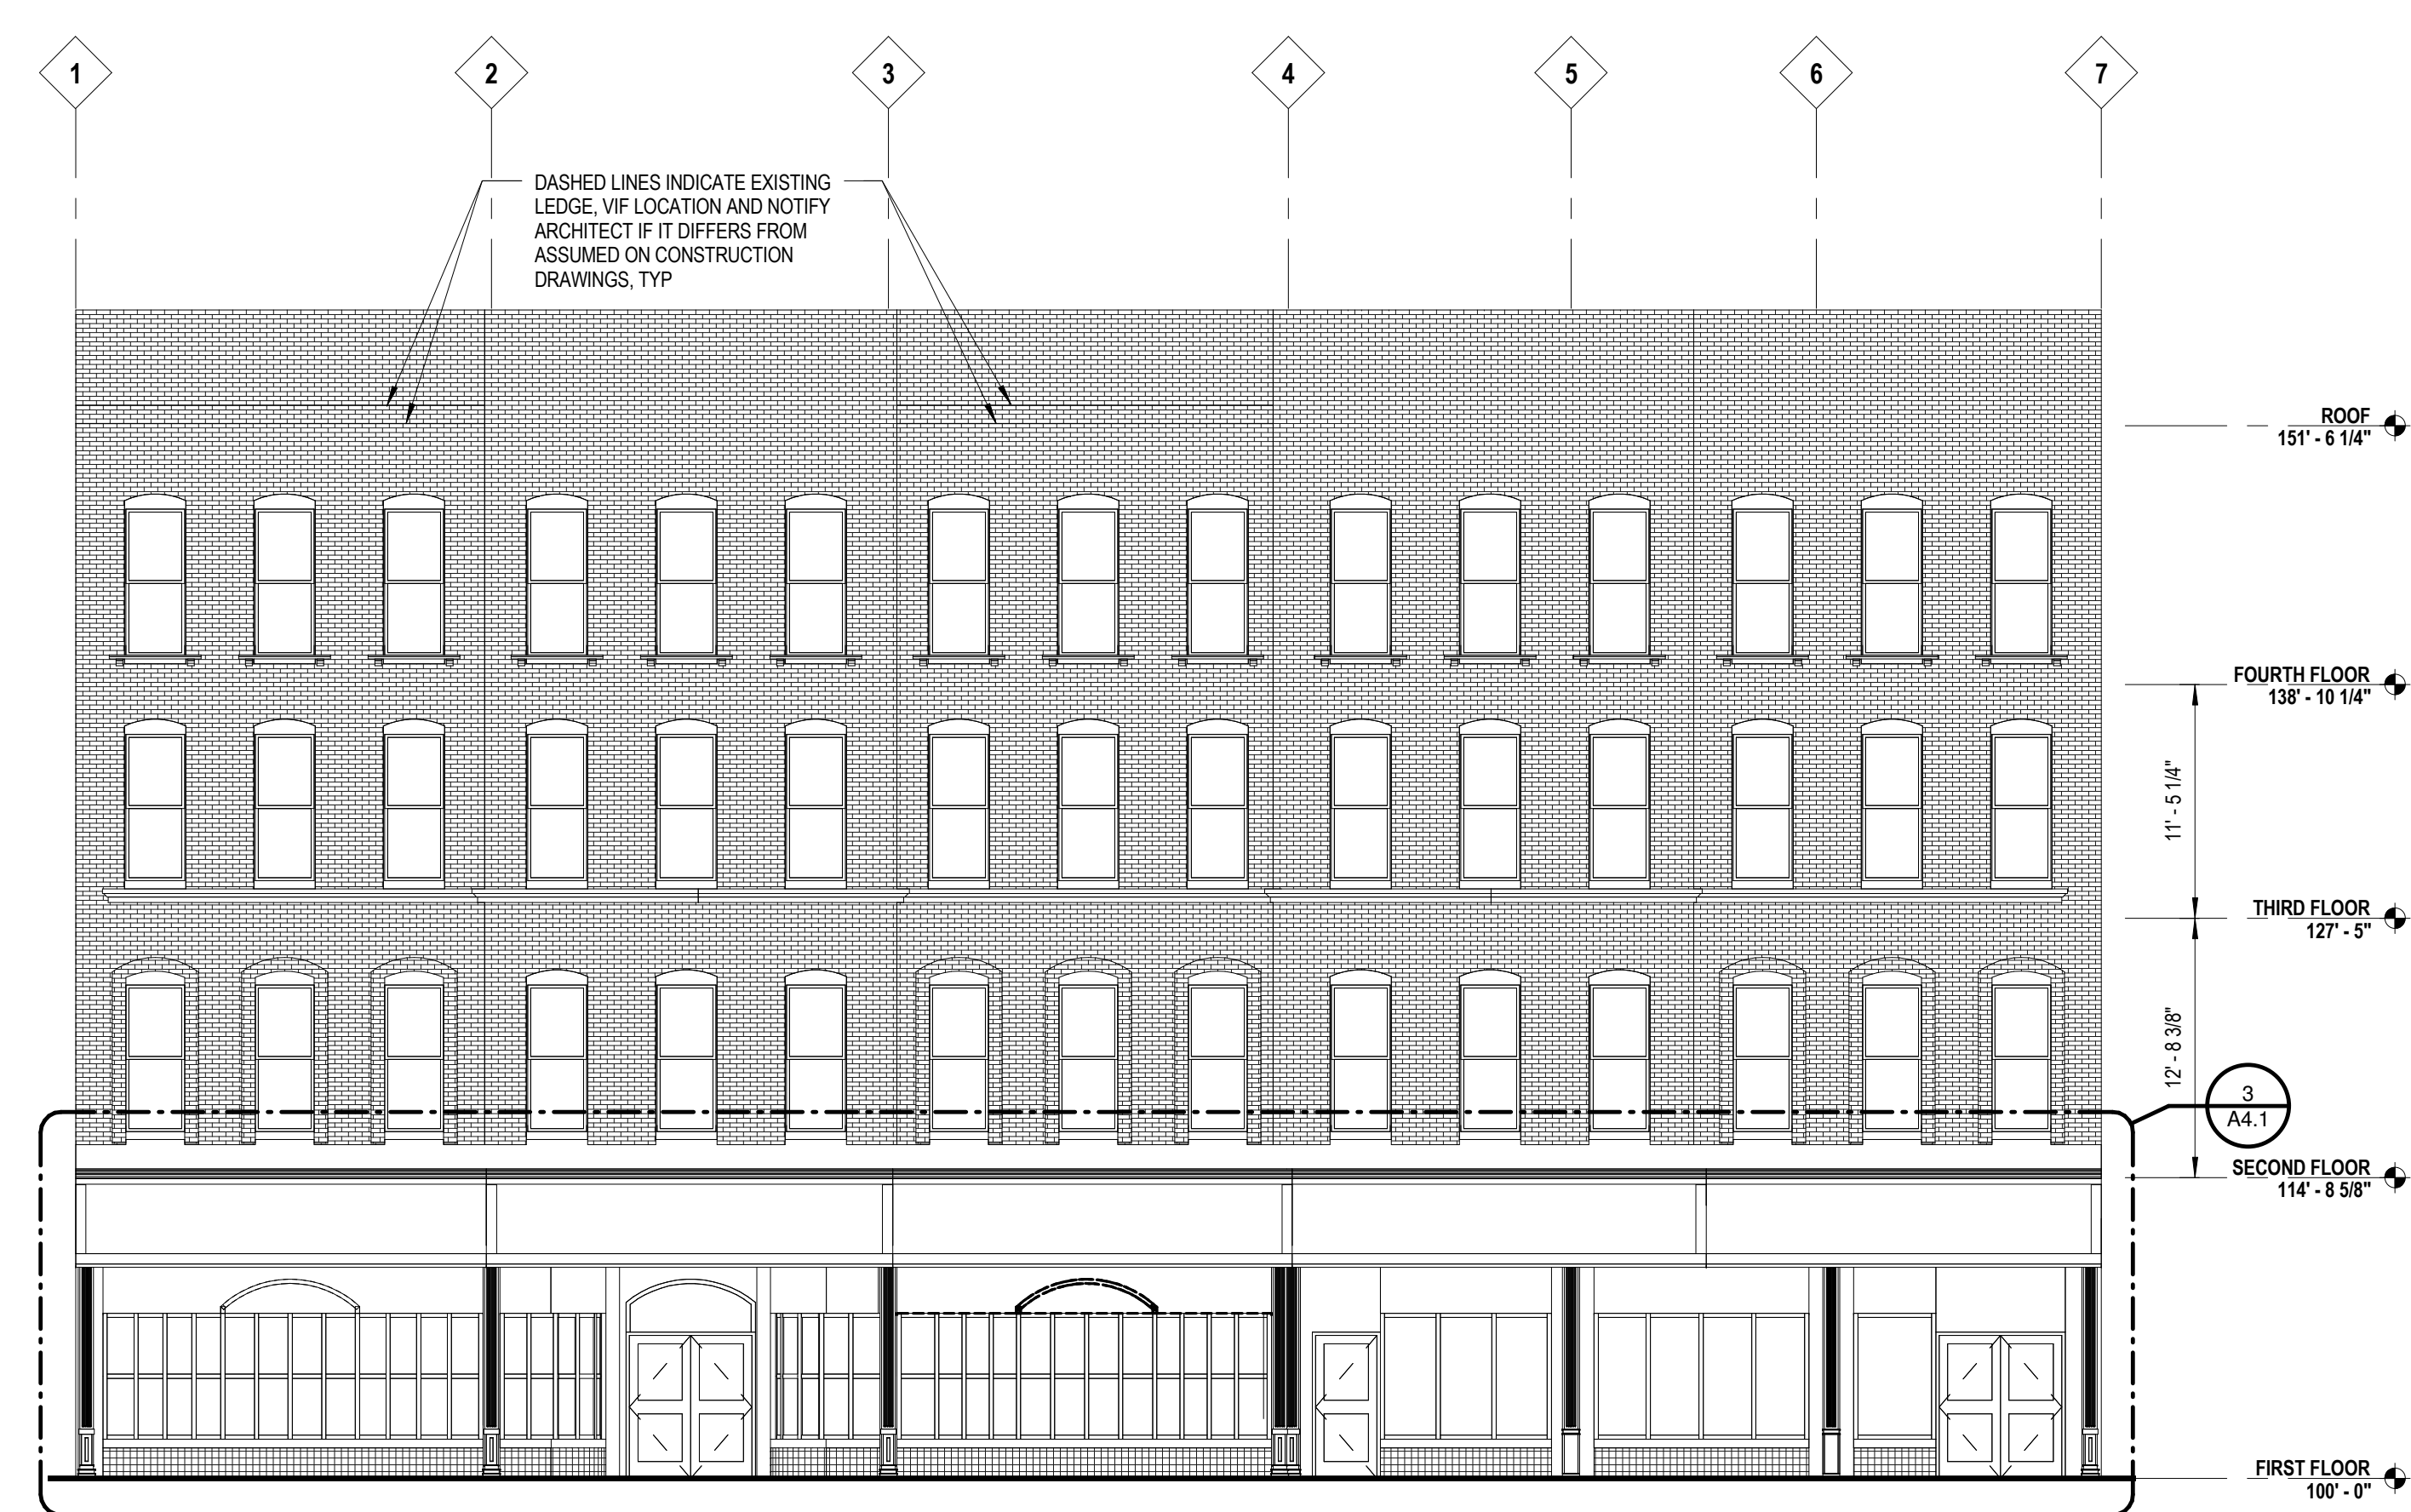 1
2
3
4
5
6
7
DASHED LINES INDICATE EXISTING
LEDGE, VIF LOCATION AND NOTIFY
ARCHITECT IF IT DIFFERS FROM
ASSUMED ON CONSTRUCTION
DRAWINGS, TYP
ROOF
151' - 6 1/4"
FOURTH FLOOR
138' - 10 1/4"
11' - 5 1/4"
THIRD FLOOR
127' - 5"
12' - 8 3/8"
3
A4.1
SECOND FLOOR
114' - 8 5/8"
FIRST FLOOR
100' - 0"